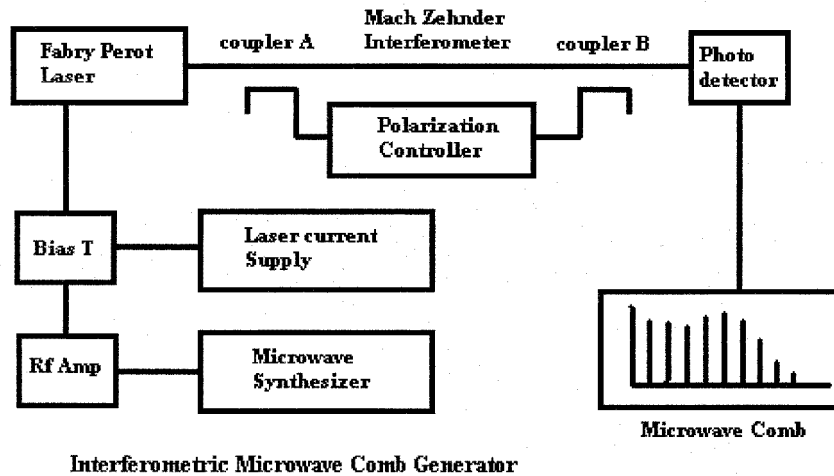 Mach Zehnder
Interferometer
coupler A
coupler B
Fabry Perot
Laser
Photo
detector
Polarization
Controller
Bias T
Laser current
Supply
Rf Amp
Microwave
Synthesizer
Microwave Comb
Interferometric Microwave Comb Generator